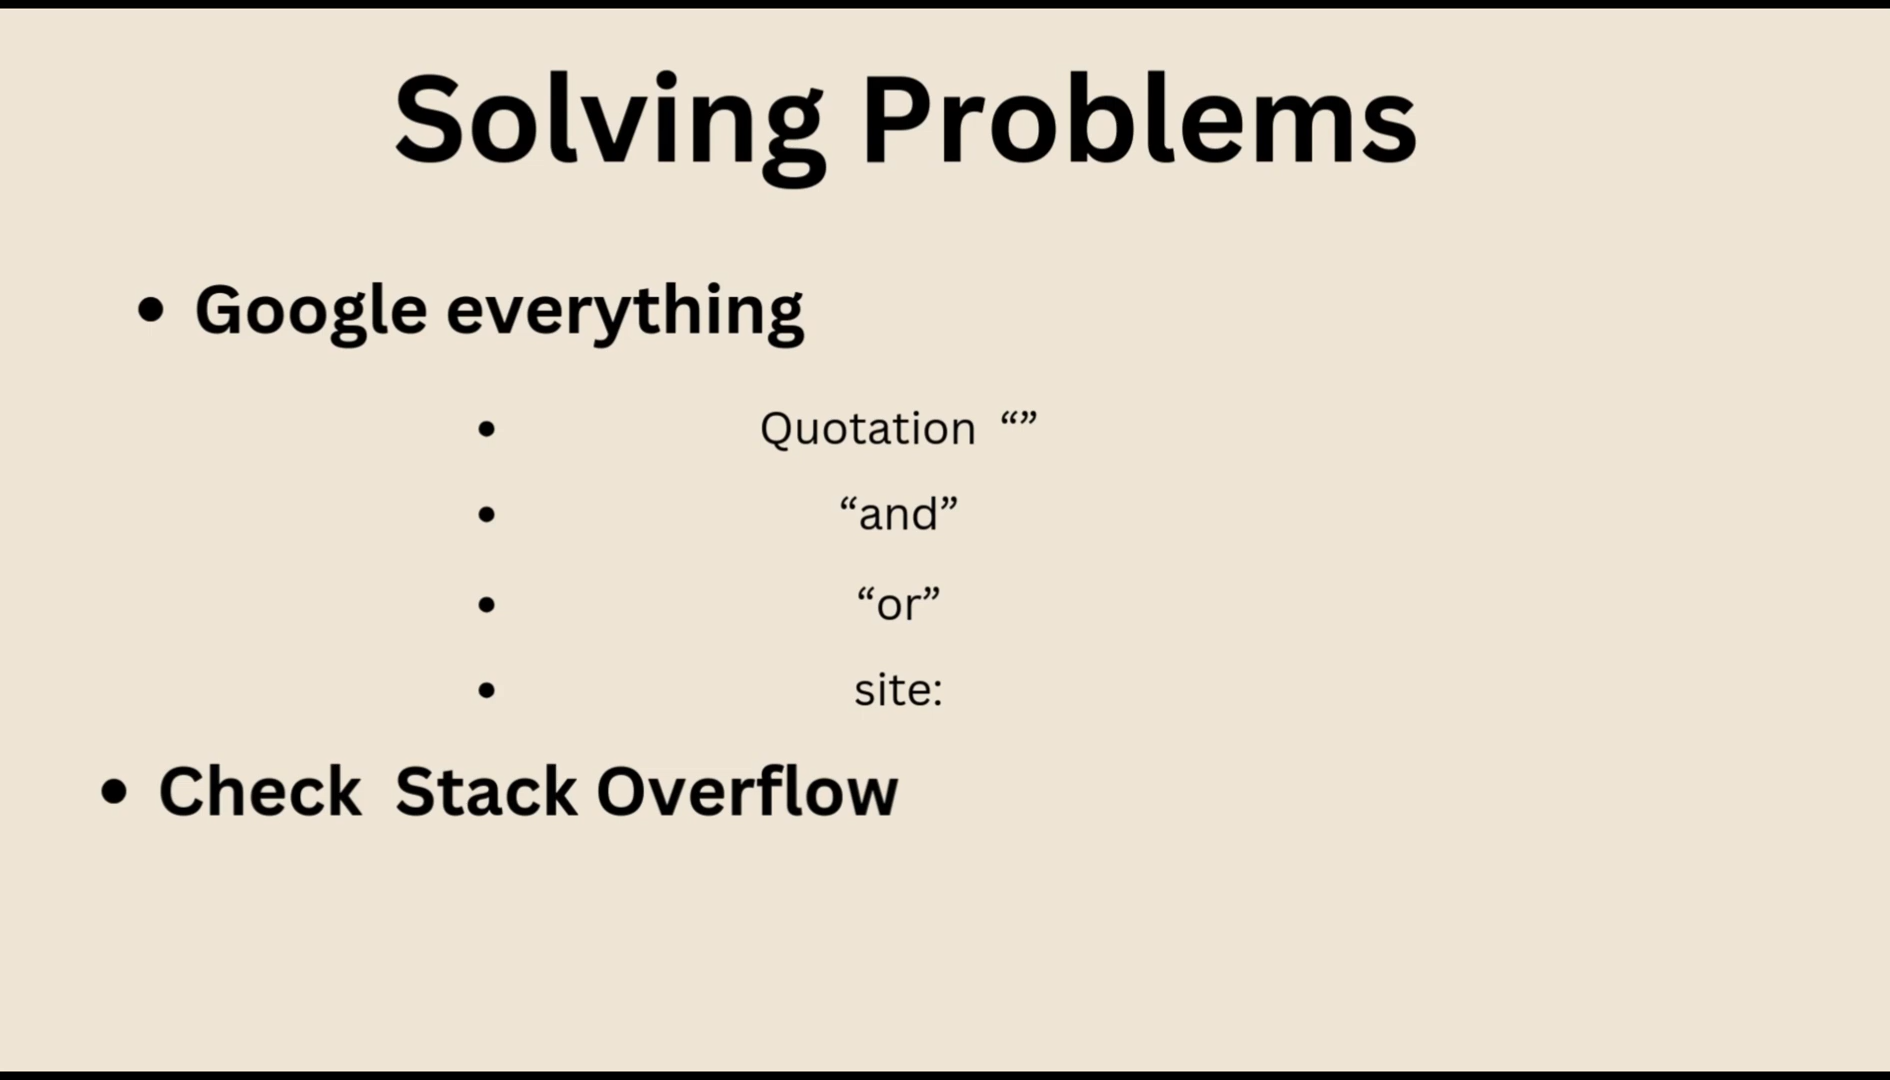 Solving Problems
• Google everything
• Quotation “”
• “and”
• “or”
• site:
• Check Stack Overflow